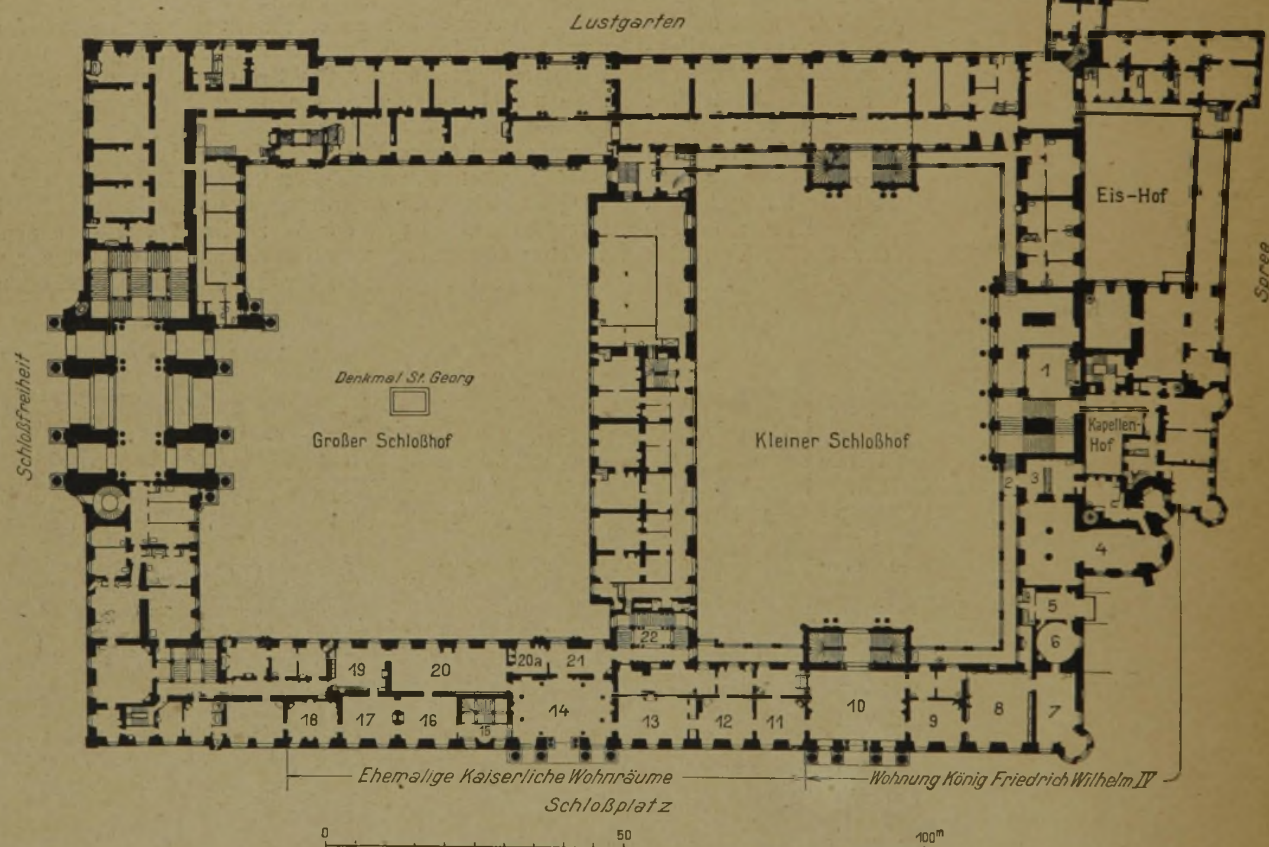 Lustgarten
Eis-Hof
Spree
Schloßfreiheit
Denkmal St. Georg
1
Großer Schloßhof
Kleiner Schloßhof
Kapellen-
Hof
2
3
4
5
6
22
19
20
20a
21
18
17
16
15
14
13
12
11
10
9
8
7
Ehemalige Kaiserliche Wohnräume
Wohnung König Friedrich Wilhelm IV
Schloßplatz
0
50
100m